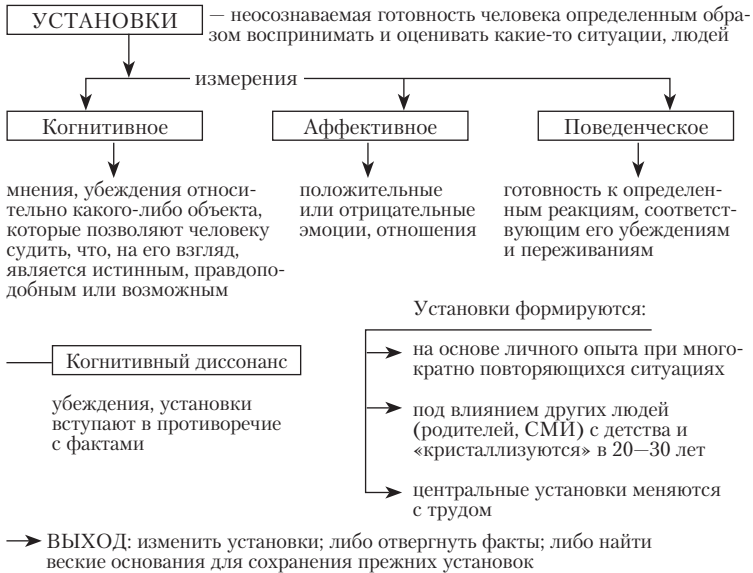 УСТАНОВКИ — неосознаваемая готовность человека определенным обра-
зом воспринимать и оценивать какие-то ситуации, людей
измерения
Когнитивное
мнения, убеждения относи-
тельно какого-либо объекта,
которые позволяют человеку
судить, что, на его взгляд,
является истинным, правдопо-
добным или возможным
Аффективное
положительные
или отрицательные
эмоции, отношения
Поведенческое
готовность к определен-
ным реакциям, соответст-
вующим его убеждениям
и переживаниям
Когнитивный диссонанс
убеждения, установки
вступают в противоречие
с фактами
Установки формируются:
на основе личного опыта при много-
кратно повторяющихся ситуациях
под влиянием других людей
(родителей, СМИ) с детства и
«кристаллизуются» в 20—30 лет
центральные установки меняются
с трудом
ВЫХОД: изменить установки; либо отвергнуть факты; либо найти
веские основания для сохранения прежних установок